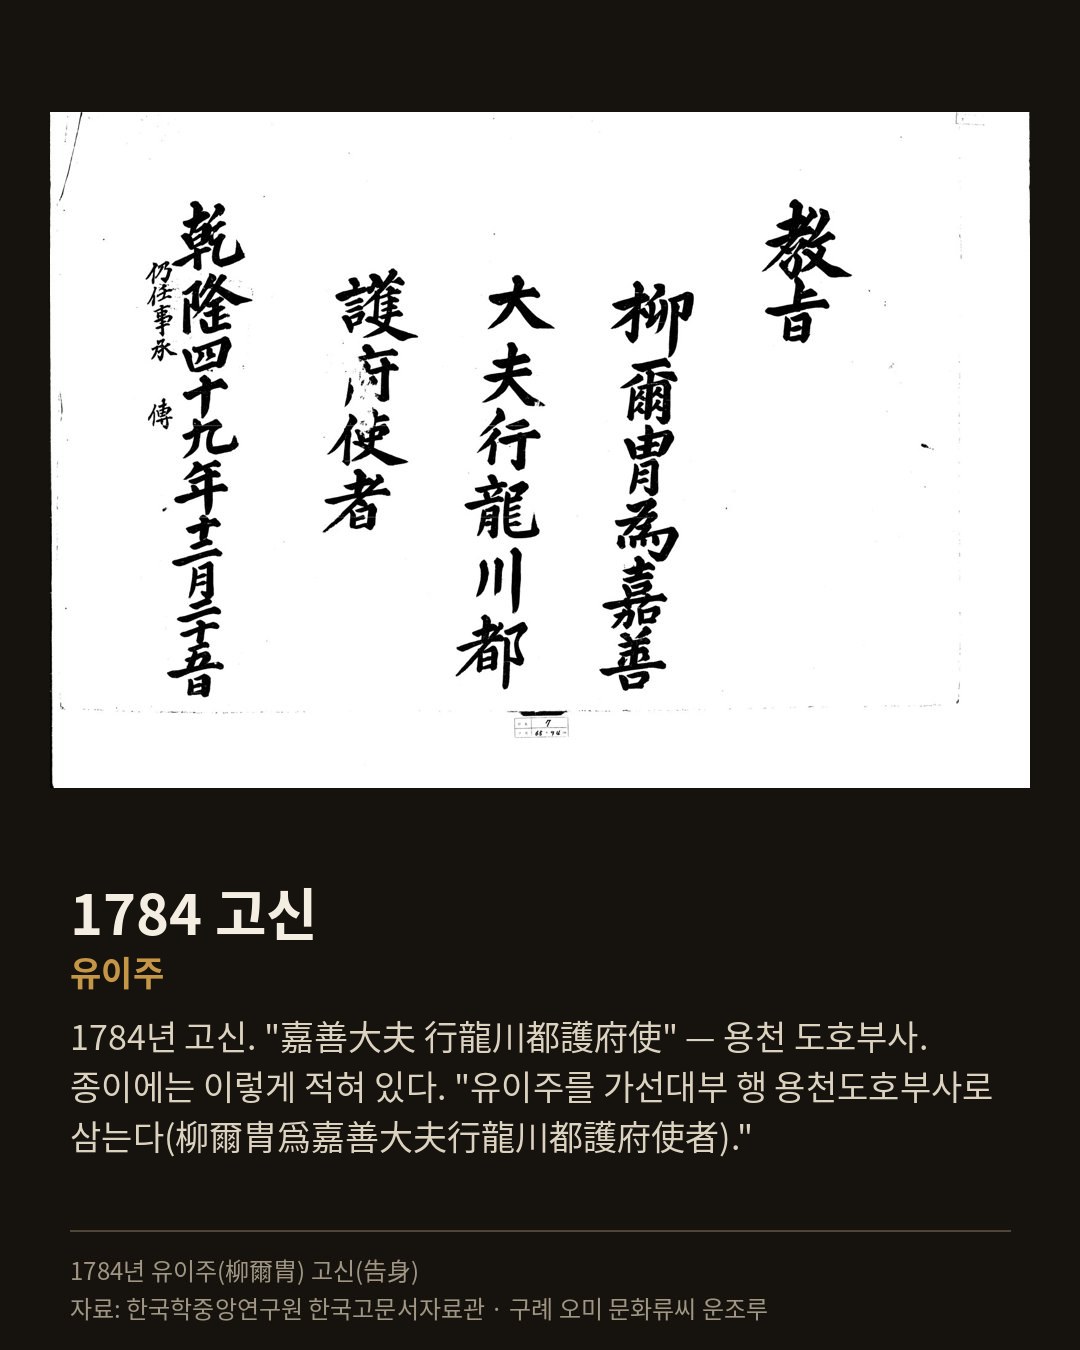 教旨
柳爾胄為嘉善
大夫行龍川都
護府使者
乾隆四十九年十二月二十五日
仍任事承 傳
7
1784 고신
유이주
1784년 고신. "嘉善大夫 行龍川都護府使" — 용천 도호부사.
종이에는 이렇게 적혀 있다. "유이주를 가선대부 행 용천도호부사로
삼는다(柳爾胄爲嘉善大夫行龍川都護府使者)."
1784년 유이주(柳爾胄) 고신(告身)
자료: 한국학중앙연구원 한국고문서자료관 · 구례 오미 문화류씨 운조루